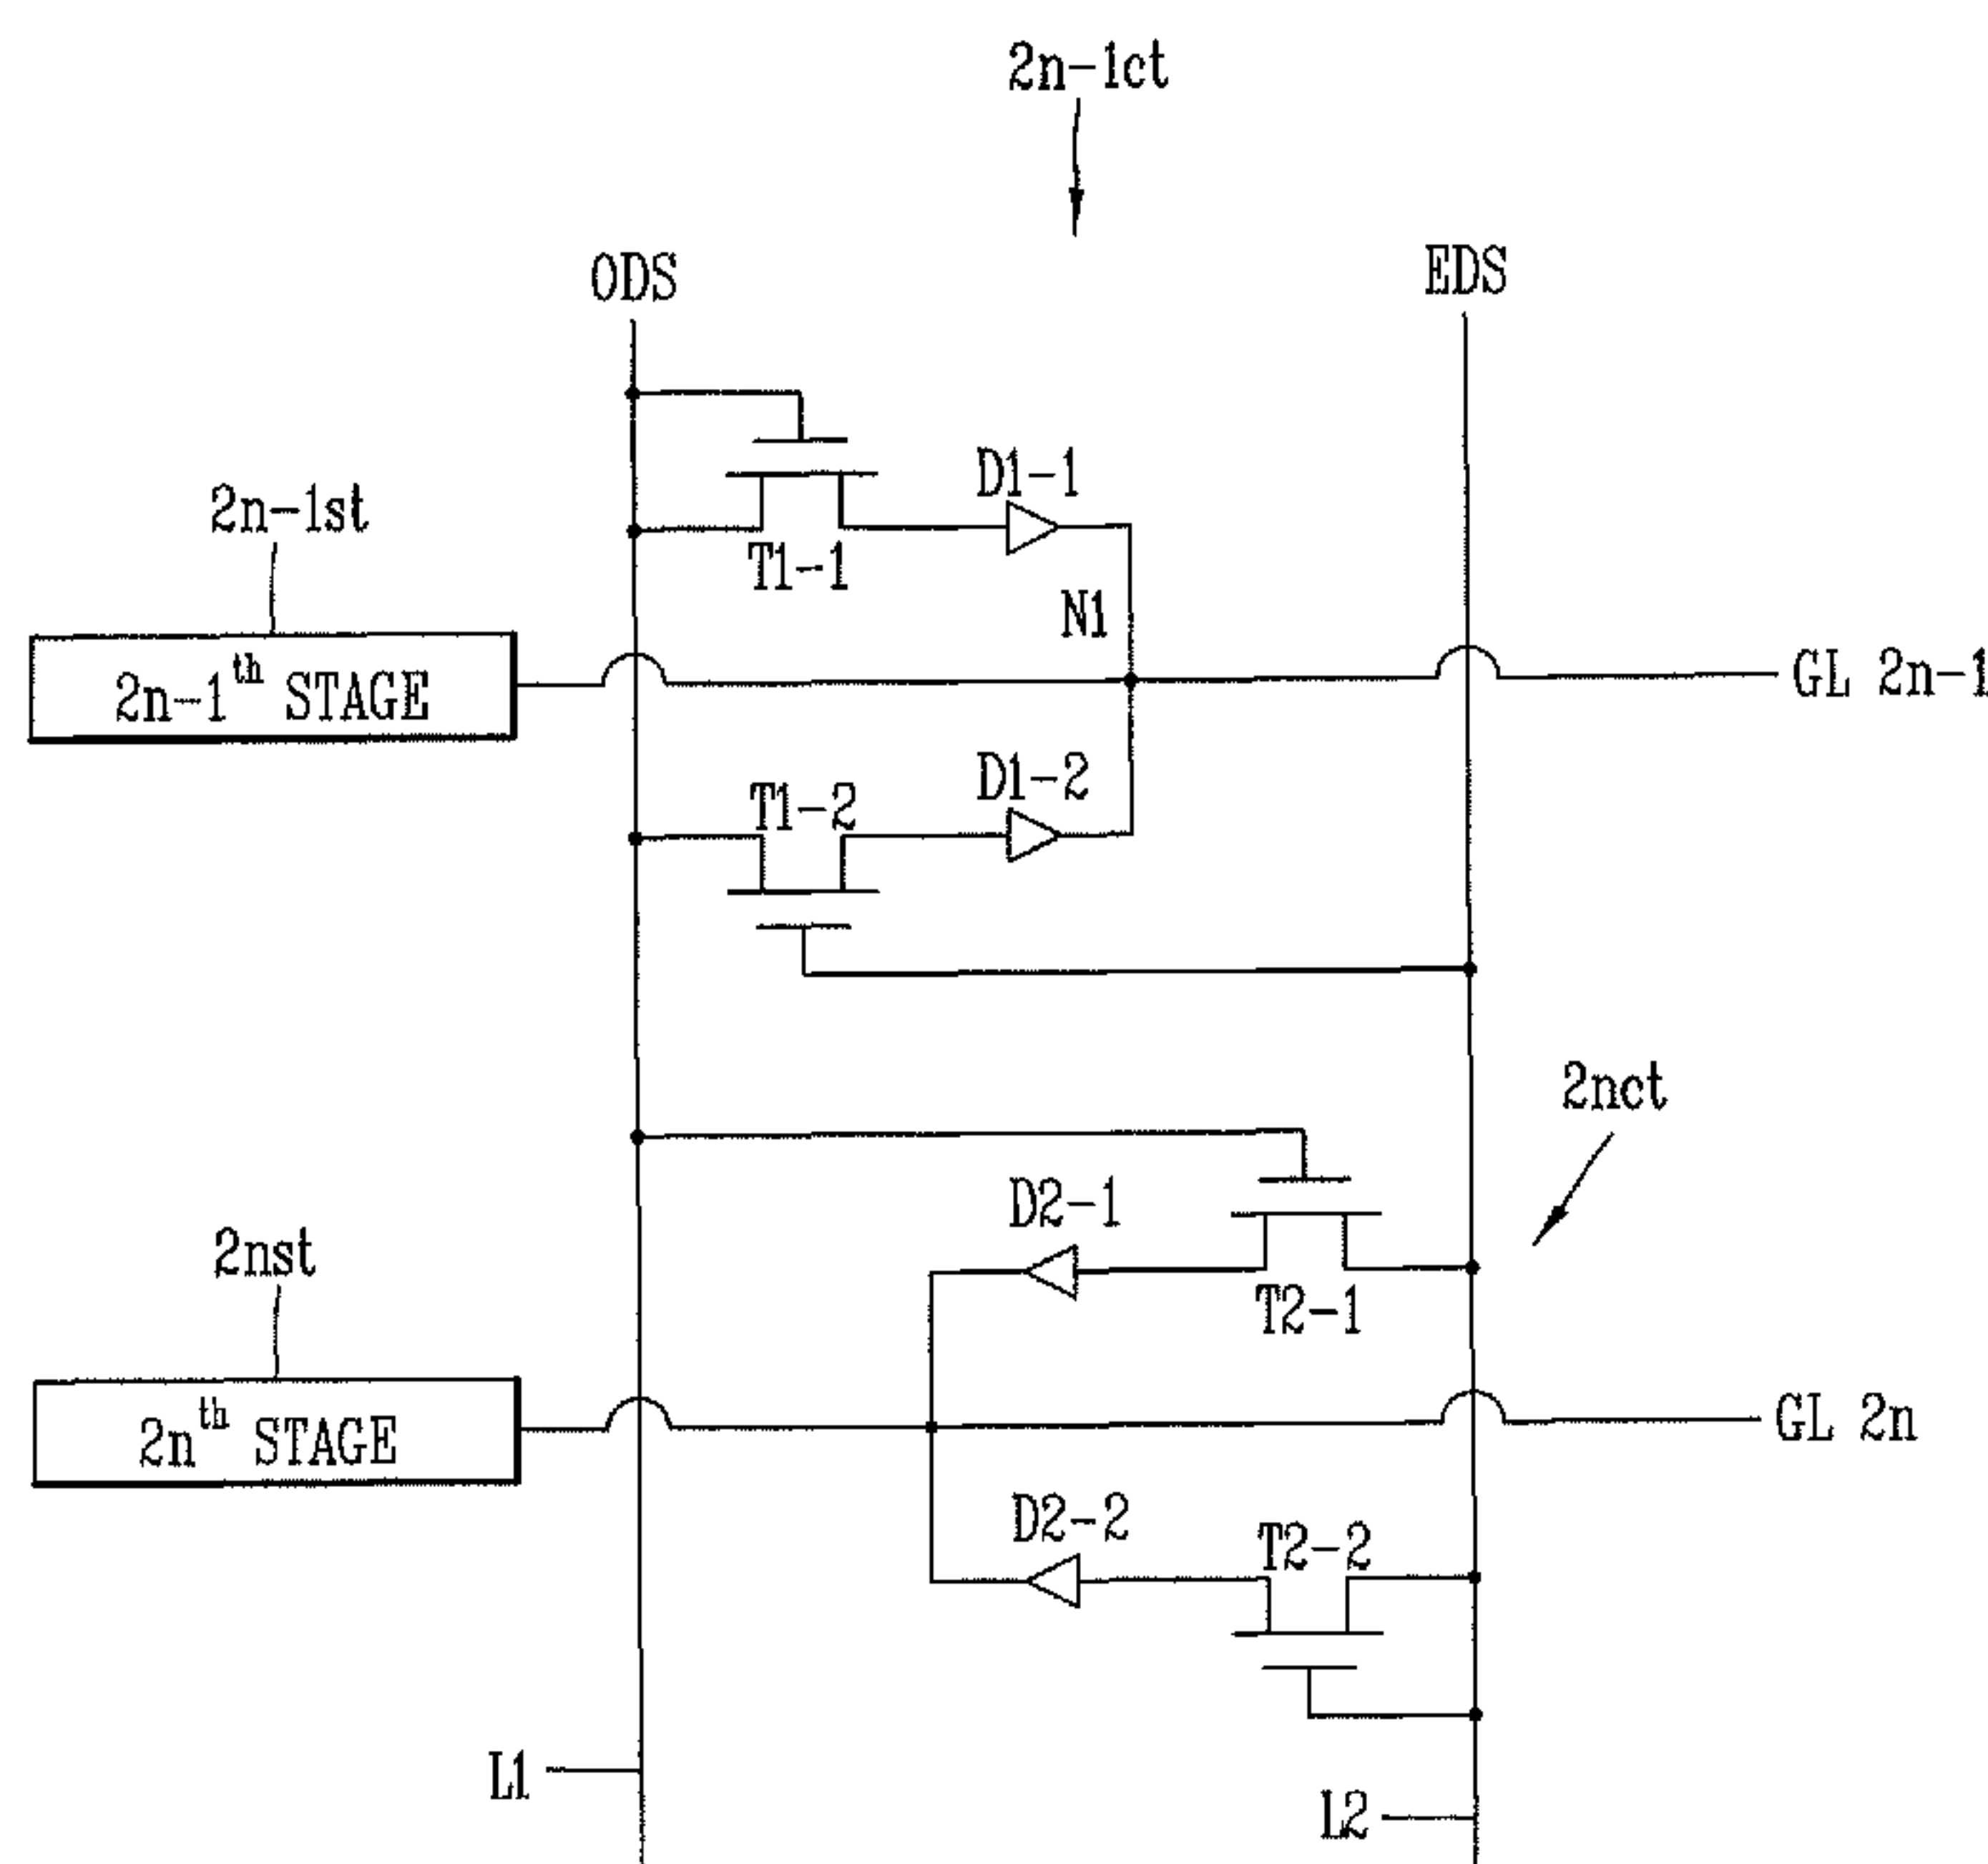 2n-1ct
ODS
EDS
D1-1
2n-1st
T1-1
N1
2n-1th STAGE
GL 2n-1
D1-2
T1-2
2nct
D2-1
2nst
T2-1
2nth STAGE
GL 2n
D2-2
T2-2
L1
L2